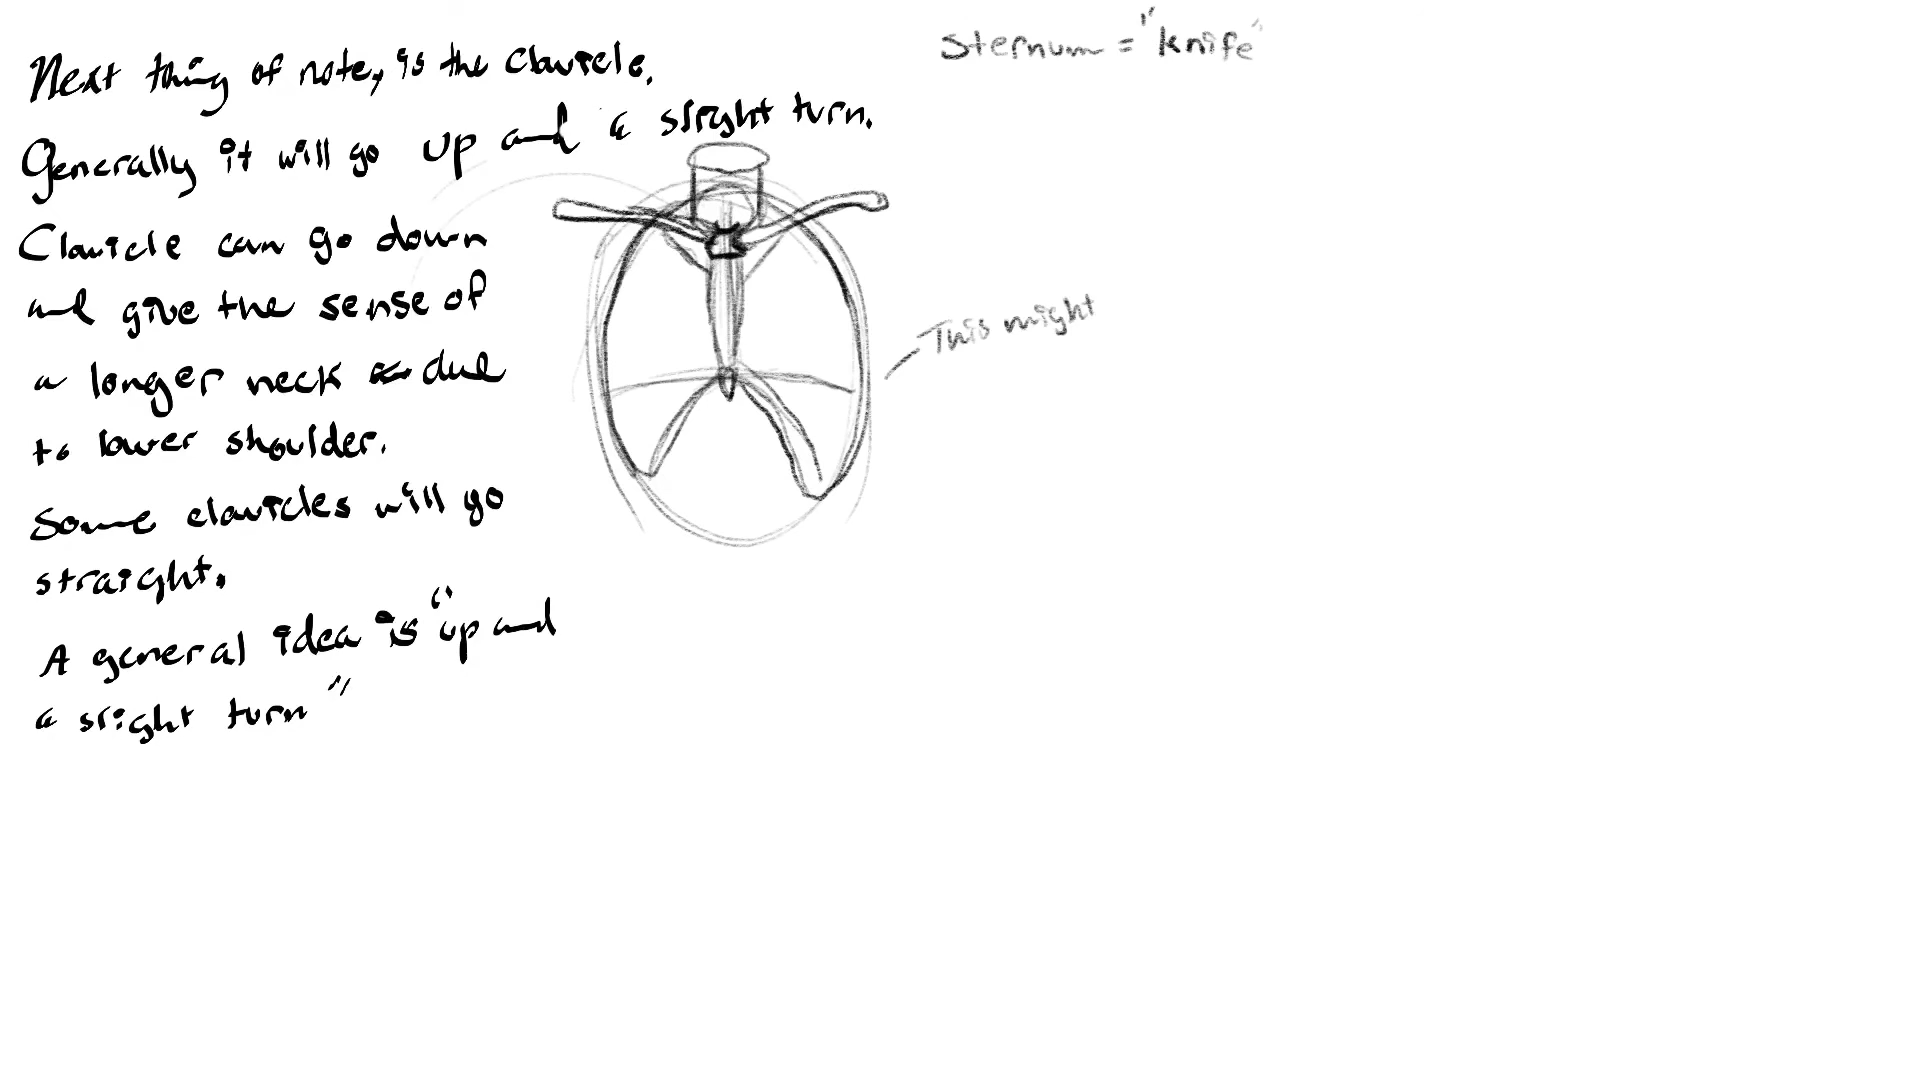 Next thing of note, is the clavicle.
Generally it will go up and a slight turn.
Clavicle can go down
and give the sense of
a longer neck due
to lower shoulder.
Some clavicles will go
straight.
A general idea is "up and
a slight turn"
Sternum = "knife"
This might